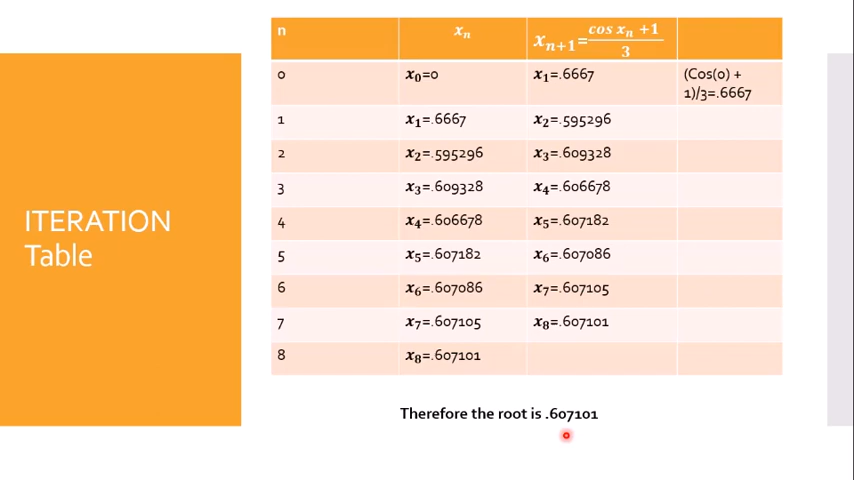 ITERATION
Table
n xₙ xₙ₊₁=(cos xₙ +1)/3
0 x₀=0 x₁=.6667 (Cos(0) +
1)/3=.6667
1 x₁=.6667 x₂=.595296
2 x₂=.595296 x₃=.609328
3 x₃=.609328 x₄=.606678
4 x₄=.606678 x₅=.607182
5 x₅=.607182 x₆=.607086
6 x₆=.607086 x₇=.607105
7 x₇=.607105 x₈=.607101
8 x₈=.607101
Therefore the root is .607101